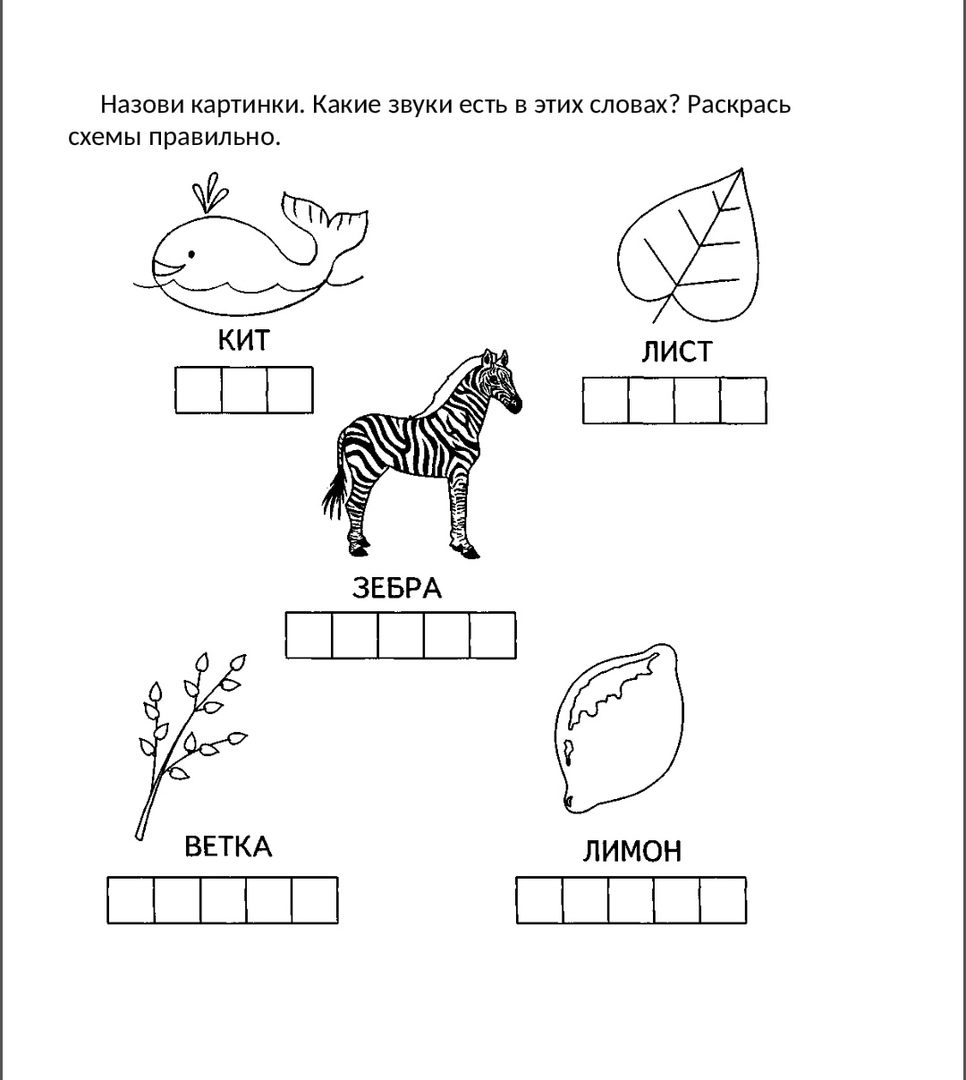 Назови картинки. Какие звуки есть в этих словах? Раскрась
схемы правильно.
КИТ
ЛИСТ
ЗЕБРА
ВЕТКА
ЛИМОН